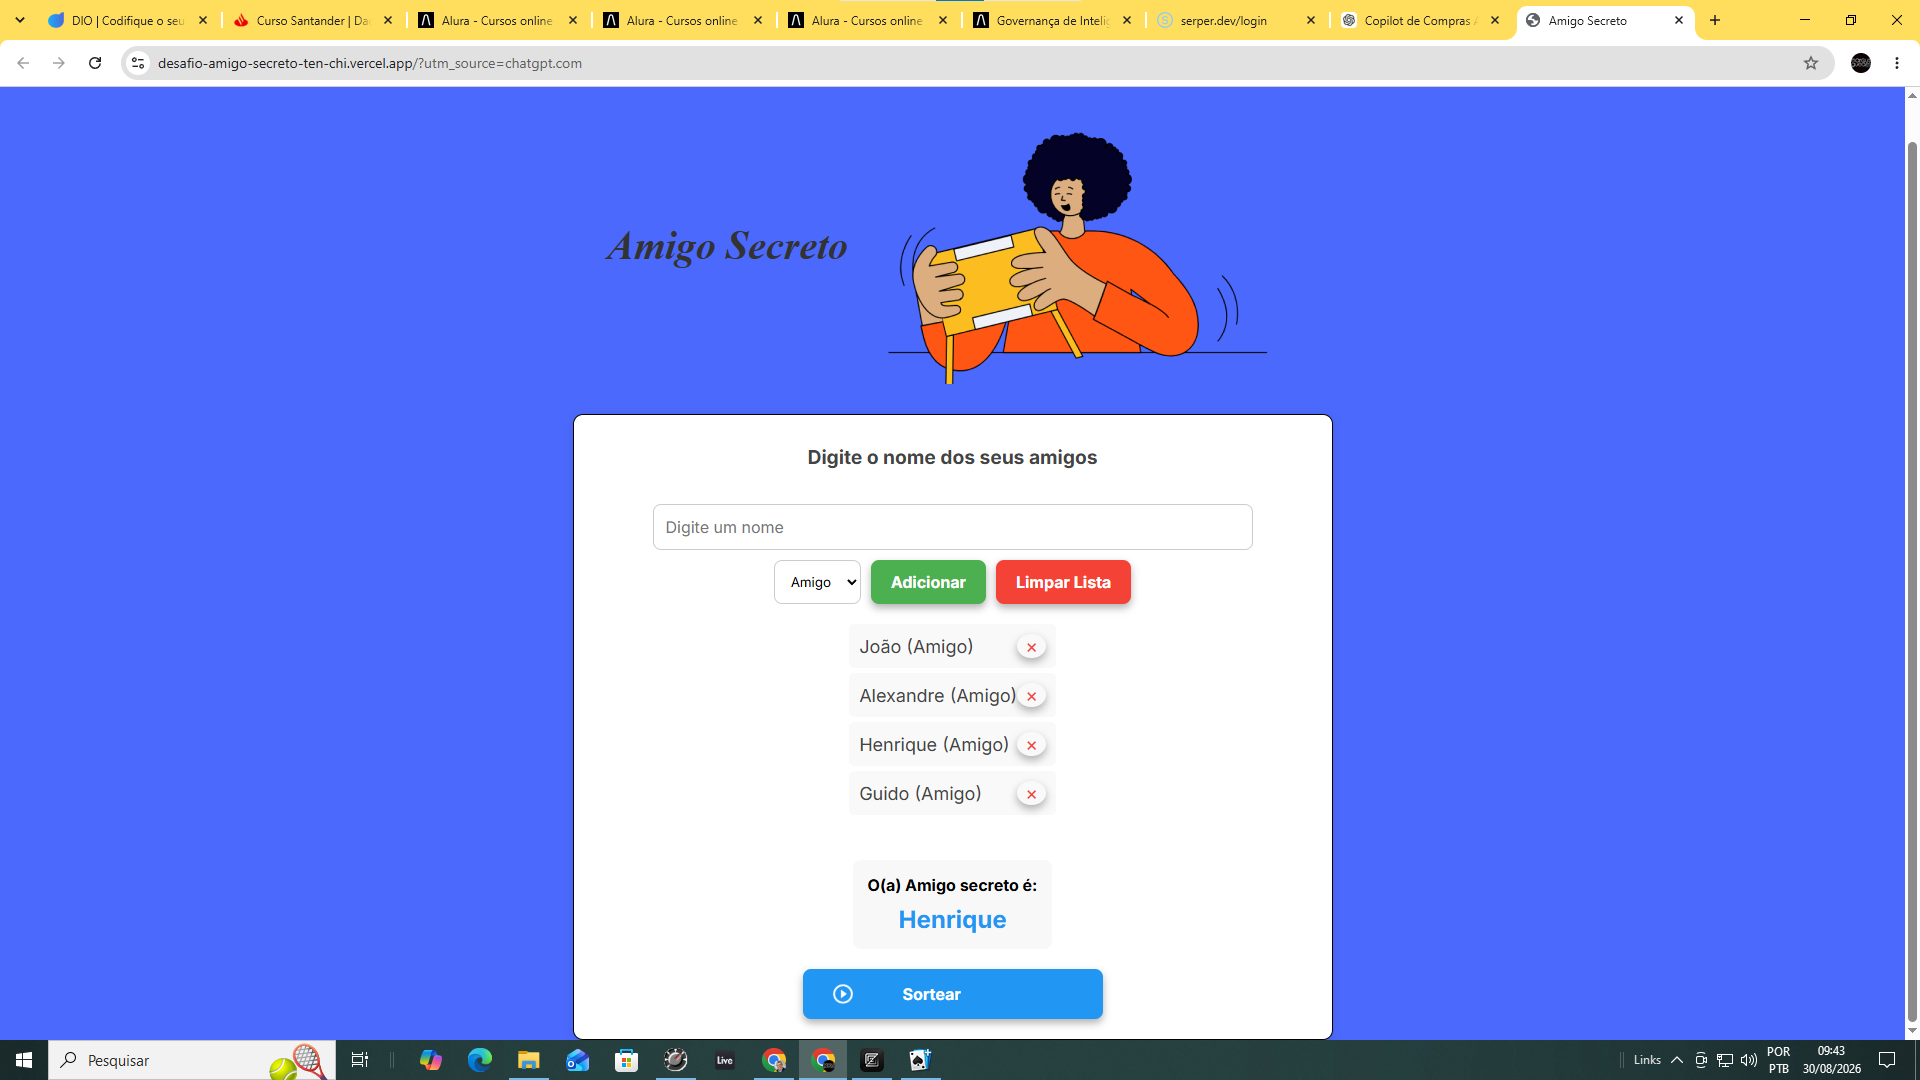 DIO | Codifique o seu
Curso Santander | Da
Alura - Cursos online
Alura - Cursos online
Alura - Cursos online
Governança de Inteli
serper.dev/login
Copilot de Compras
Amigo Secreto
desafio-amigo-secreto-ten-chi.vercel.app/?utm_source=chatgpt.com
Amigo Secreto
Digite o nome dos seus amigos
Digite um nome
Amigo
Adicionar
Limpar Lista
João (Amigo)
Alexandre (Amigo)
Henrique (Amigo)
Guido (Amigo)
O(a) Amigo secreto é:
Henrique
Sortear
Pesquisar
Live
Links
POR
PTB
09:43
30/08/2026